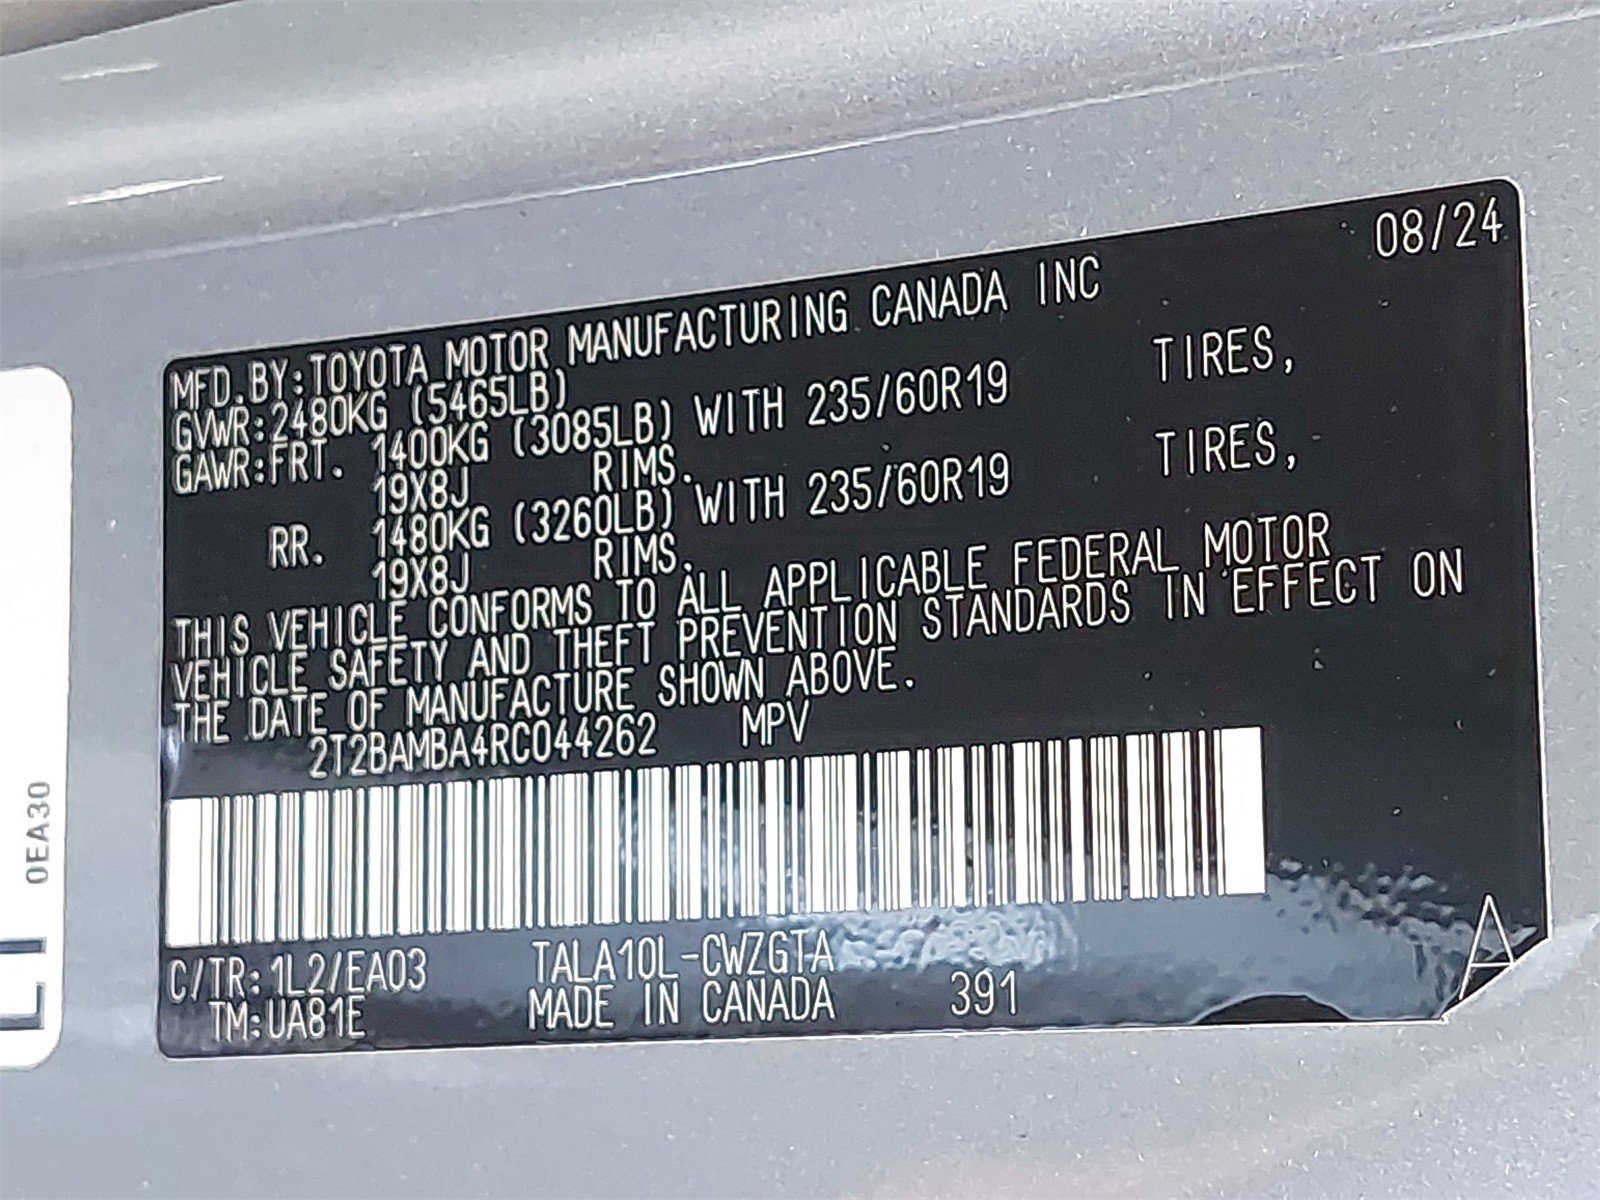 08/24
MFD.BY:TOYOTA MOTOR MANUFACTURING CANADA INC
GVWR:2480KG (5465LB)
GAWR:FRT. 1400KG (3085LB) WITH 235/60R19 TIRES,
19X8J RIMS.
RR. 1480KG (3260LB) WITH 235/60R19 TIRES,
19X8J RIMS.
THIS VEHICLE CONFORMS TO ALL APPLICABLE FEDERAL MOTOR
VEHICLE SAFETY AND THEFT PREVENTION STANDARDS IN EFFECT ON
THE DATE OF MANUFACTURE SHOWN ABOVE.
2T2BAMBA4RC044262 MPV
C/TR:1L2/EA03 TALA10L-CWZGTA
TM:UA81E MADE IN CANADA 391
A
0EA30